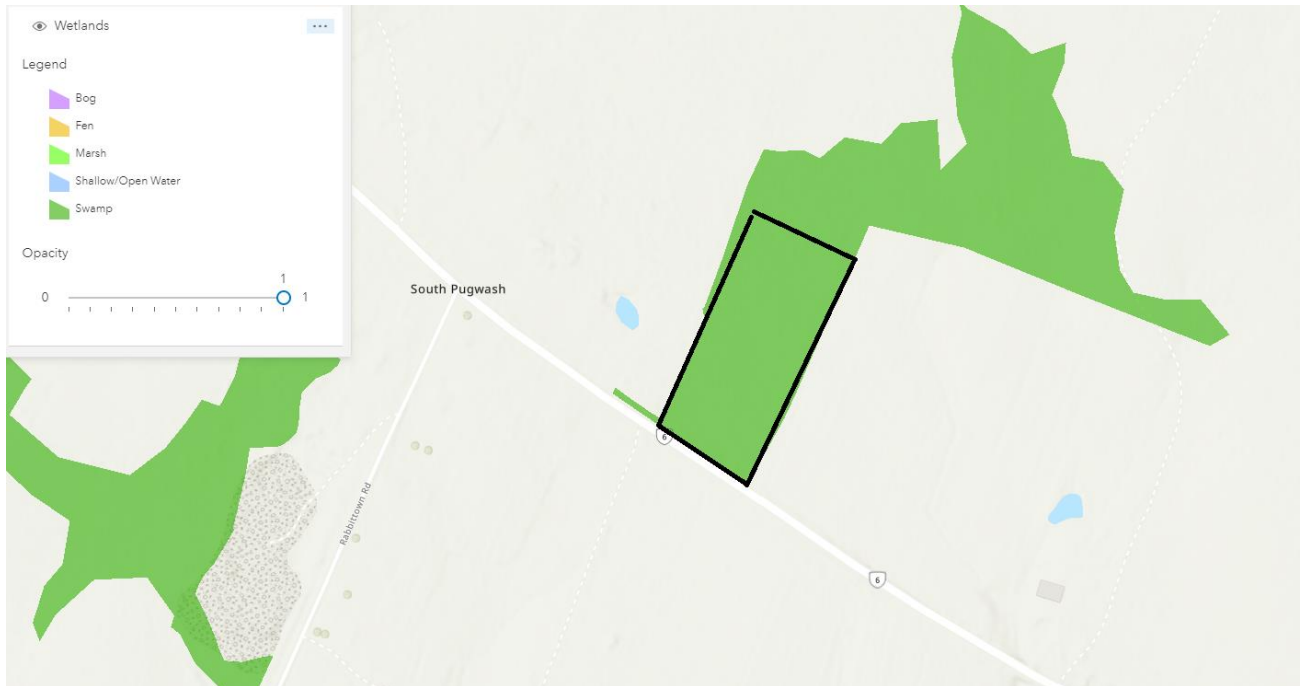 Wetlands
...
Legend
Bog
Fen
Marsh
Shallow/Open Water
Swamp
Opacity
1
0
1
South Pugwash
6
Rabbittown Rd
6